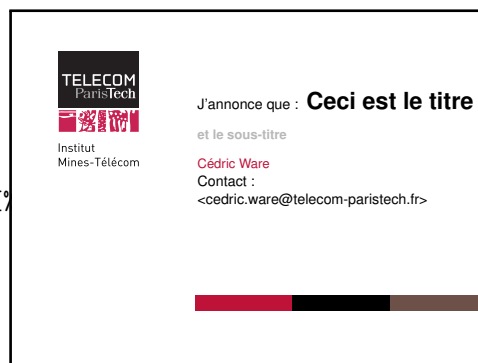 TELECOM
ParisTech
Institut
Mines-Télécom
J'annonce que : Ceci est le titre
et le sous-titre
Cédric Ware
Contact :
<cedric.ware@telecom-paristech.fr>